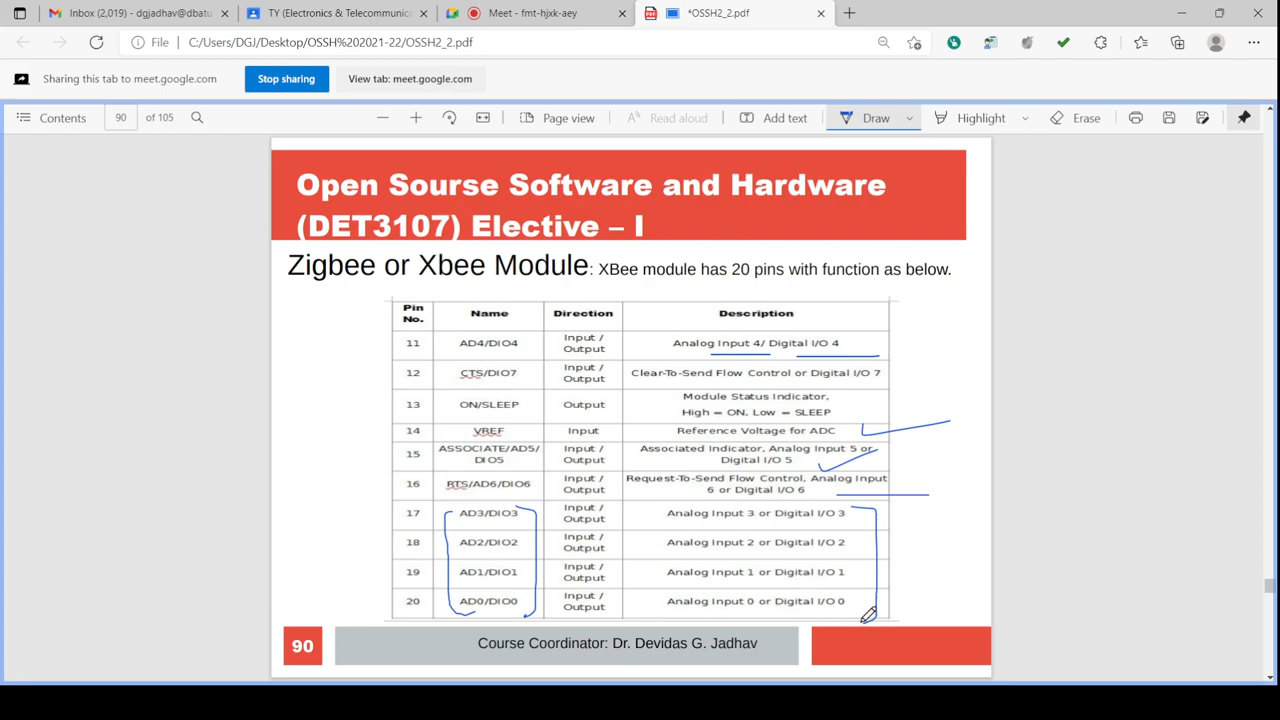 Inbox (2,019) - dgjadhav@dbatu
TY (Electronics & Telecommunica
Meet - fmt-hjxk-aey
*OSSH2_2.pdf
File
C:/Users/DGJ/Desktop/OSSH%202021-22/OSSH2_2.pdf
Sharing this tab to meet.google.com
Stop sharing
View tab: meet.google.com
Contents
90 of 105
Page view
Read aloud
Add text
Draw
Highlight
Erase
Open Sourse Software and Hardware
(DET3107) Elective – I
Zigbee or Xbee Module: XBee module has 20 pins with function as below.
Pin No. Name Direction Description
11 AD4/DIO4 Input / Output Analog Input 4/ Digital I/O 4
12 CTS/DIO7 Input / Output Clear-To-Send Flow Control or Digital I/O 7
13 ON/SLEEP Output Module Status Indicator, High = ON, Low = SLEEP
14 VREF Input Reference Voltage for ADC
15 ASSOCIATE/AD5/ DIO5 Input / Output Associated Indicator, Analog Input 5 or Digital I/O 5
16 RTS/AD6/DIO6 Input / Output Request-To-Send Flow Control, Analog Input 6 or Digital I/O 6
17 AD3/DIO3 Input / Output Analog Input 3 or Digital I/O 3
18 AD2/DIO2 Input / Output Analog Input 2 or Digital I/O 2
19 AD1/DIO1 Input / Output Analog Input 1 or Digital I/O 1
20 AD0/DIO0 Input / Output Analog Input 0 or Digital I/O 0
90
Course Coordinator: Dr. Devidas G. Jadhav